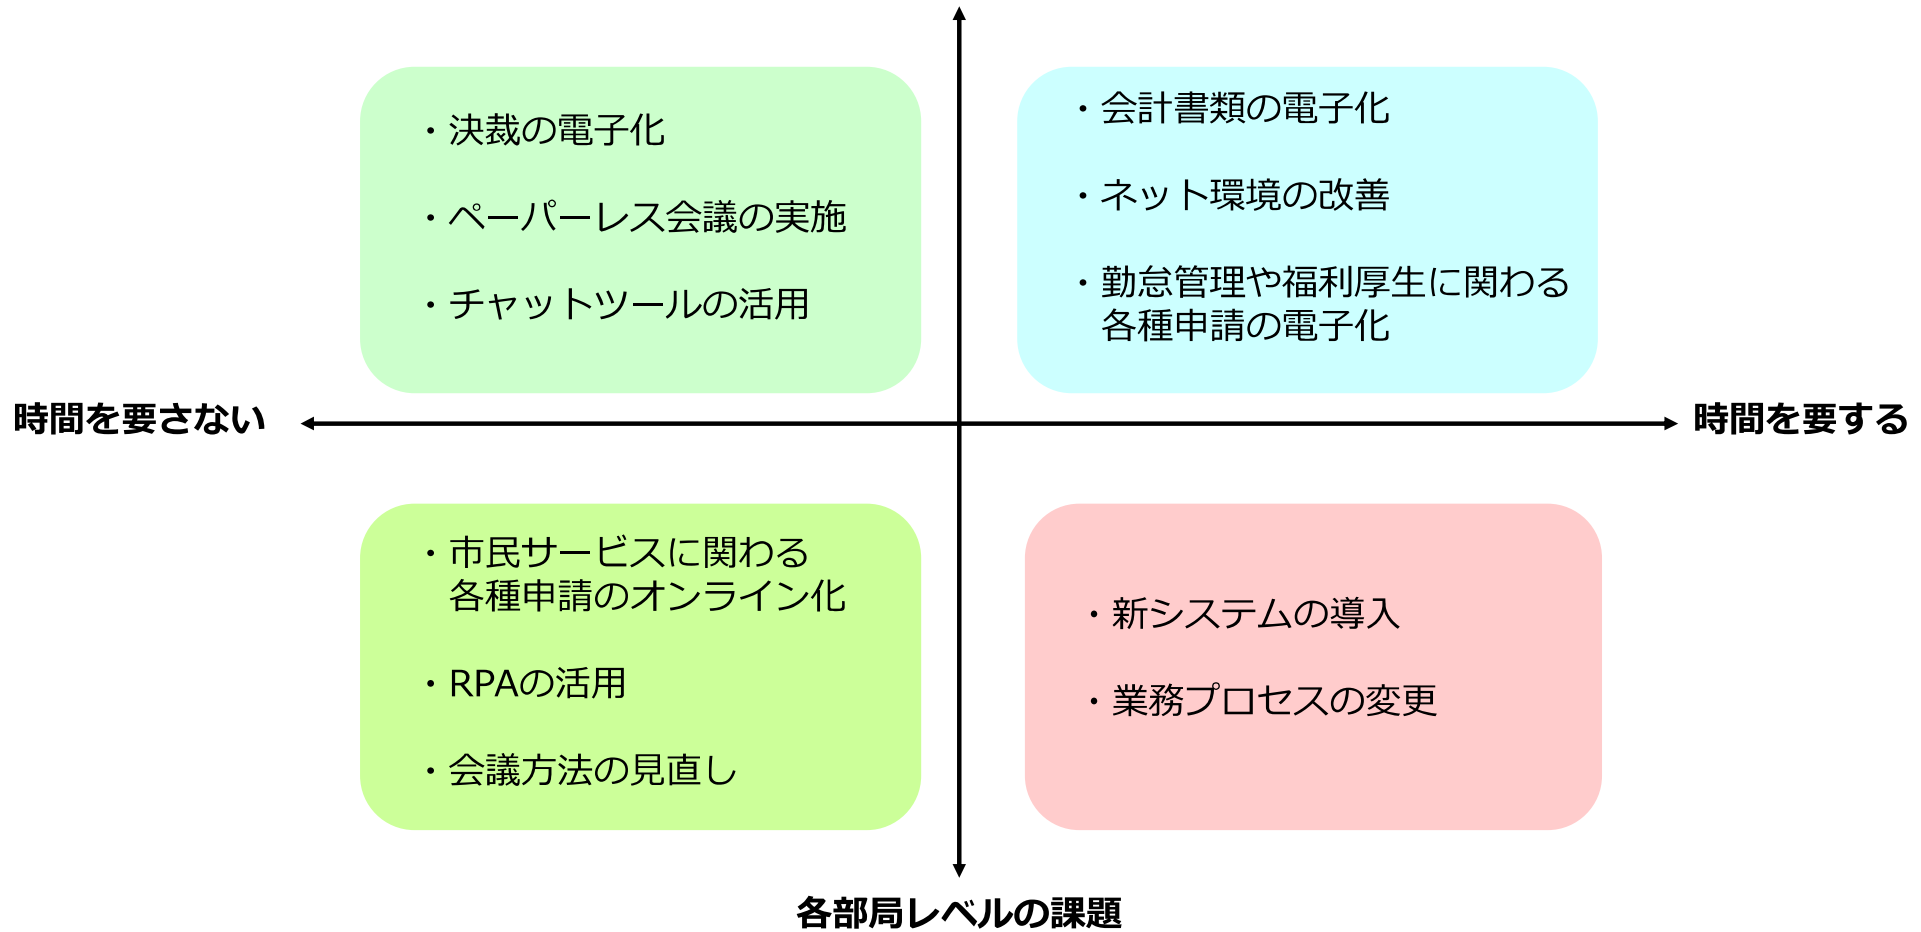 ・決裁の電子化
・ペーパーレス会議の実施
・チャットツールの活用
・会計書類の電子化
・ネット環境の改善
・勤怠管理や福利厚生に関わる
各種申請の電子化
時間を要さない
時間を要する
・市民サービスに関わる
各種申請のオンライン化
・RPAの活用
・会議方法の見直し
・新システムの導入
・業務プロセスの変更
各部局レベルの課題